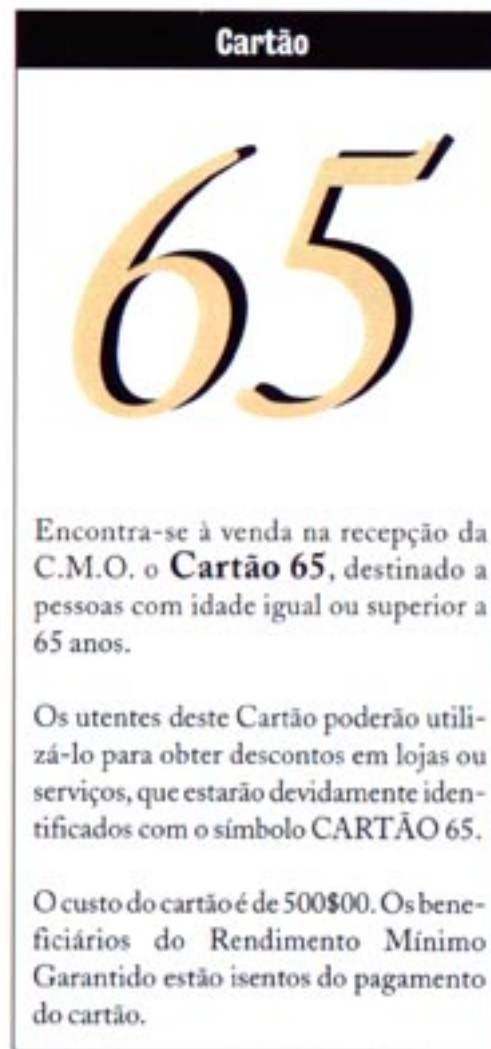 Cartão
65
Encontra-se à venda na recepção da
C.M.O. o Cartão 65, destinado a
pessoas com idade igual ou superior a
65 anos.
Os utentes deste Cartão poderão utili-
zá-lo para obter descontos em lojas ou
serviços, que estarão devidamente iden-
tificados com o símbolo CARTÃO 65.
O custo do cartão é de 500$00. Os bene-
ficiários do Rendimento Mínimo
Garantido estão isentos do pagamento
do cartão.